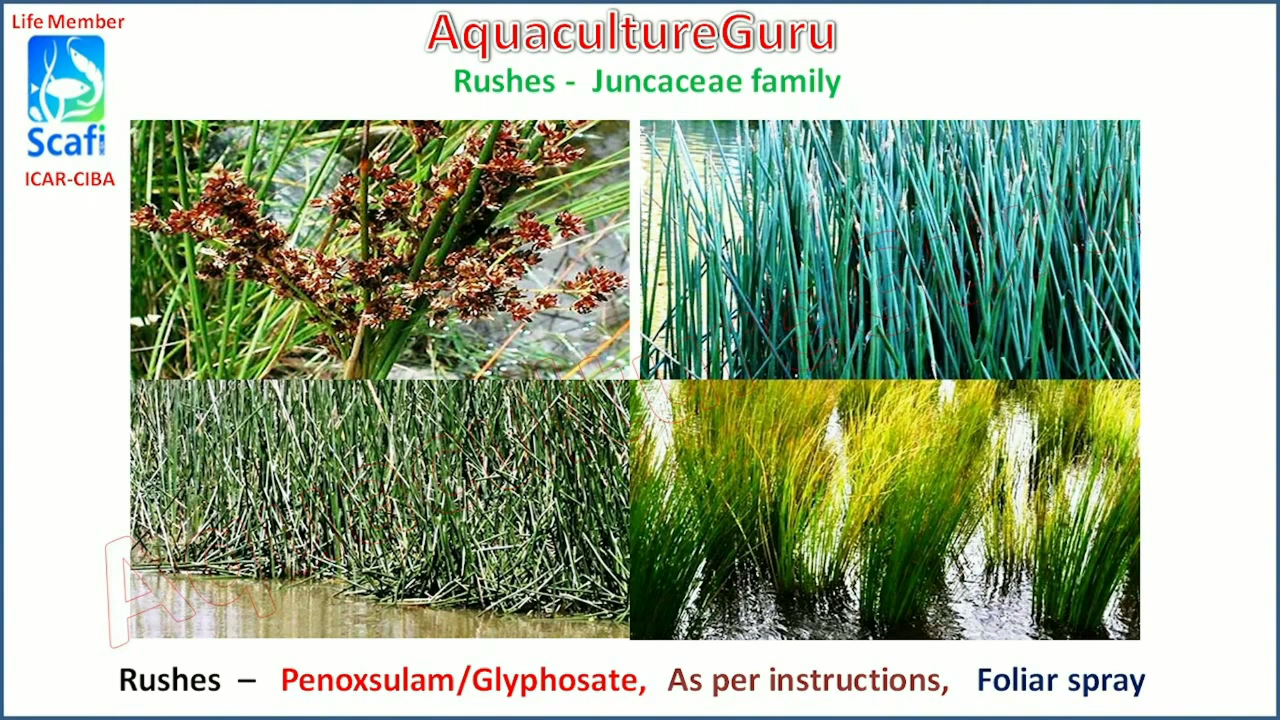 Life Member
AquacultureGuru
Rushes - Juncaceae family
Scafi
ICAR-CIBA
Rushes – Penoxsulam/Glyphosate, As per instructions, Foliar spray